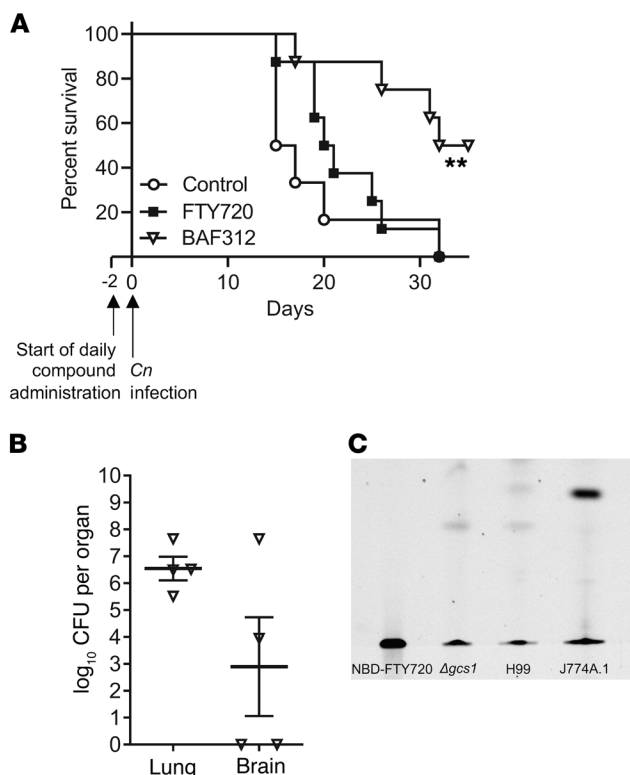 A
Percent survival
100
80
60
40
20
Control
FTY720
BAF312
**
-2 0 10 20 30
Days
Start of daily
compound
administration
Cn
infection
B
log10 CFU per organ
10
9
8
7
6
5
4
3
2
1
0
Lung Brain
C
NBD-FTY720 Δgcs1 H99 J774A.1